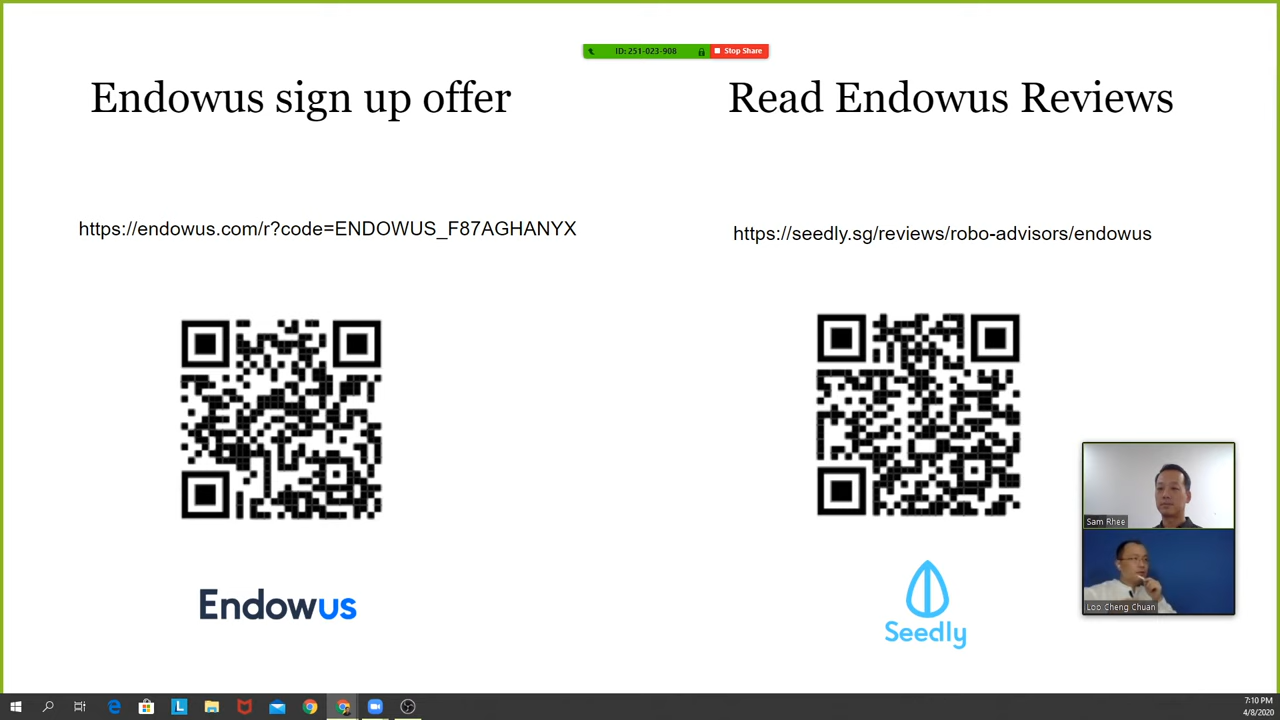 ID: 251-023-908
Stop Share
Endowus sign up offer
Read Endowus Reviews
https://endowus.com/r?code=ENDOWUS_F87AGHANYX
https://seedly.sg/reviews/robo-advisors/endowus
Sam Rhee
Loo Cheng Chuan
Endowus
Seedly
L
7:10 PM
4/8/2020